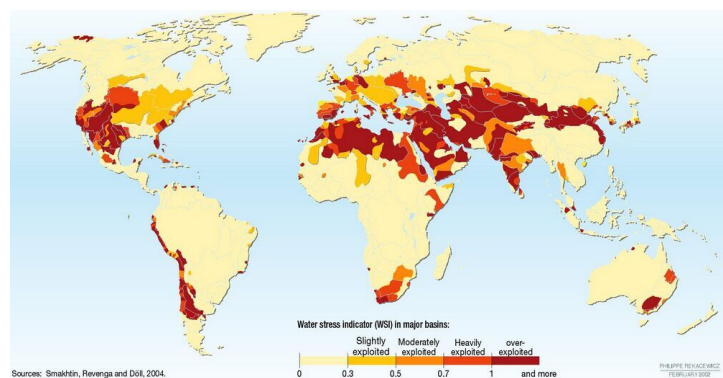 Water stress indicator (WSI) in major basins:
Slightly exploited
Moderately exploited
Heavily exploited
over-exploited
0 0.3 0.5 0.7 1 and more
Sources: Smakhtin, Revenga and Döll, 2004.
PHILIPPE REKACEWICZ
FEBRUARY 2002